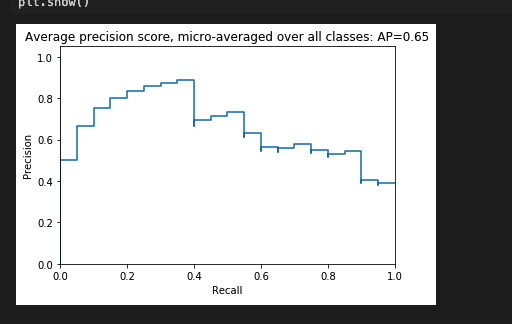 plt.show()
Average precision score, micro-averaged over all classes: AP=0.65
1.0
0.8
0.6
0.4
0.2
0.0
Precision
0.0 0.2 0.4 0.6 0.8 1.0
Recall